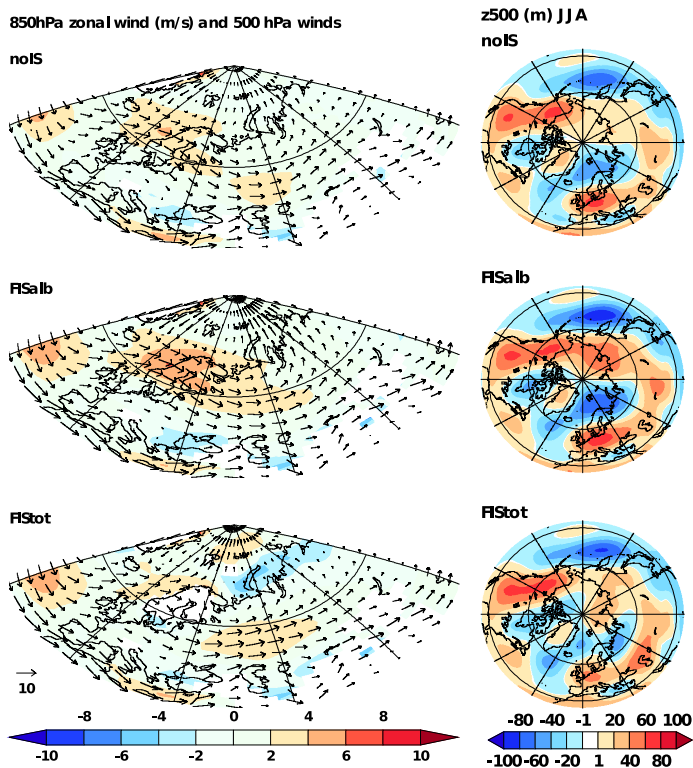 850hPa zonal wind (m/s) and 500 hPa winds
noIS
z500 (m) JJA
noIS
FISalb
FISalb
FIStot
FIStot
10
-8 -4 0 4 8
-10 -6 -2 2 6 10
-80 -40 -1 20 60 100
-100 -60 -20 1 40 80